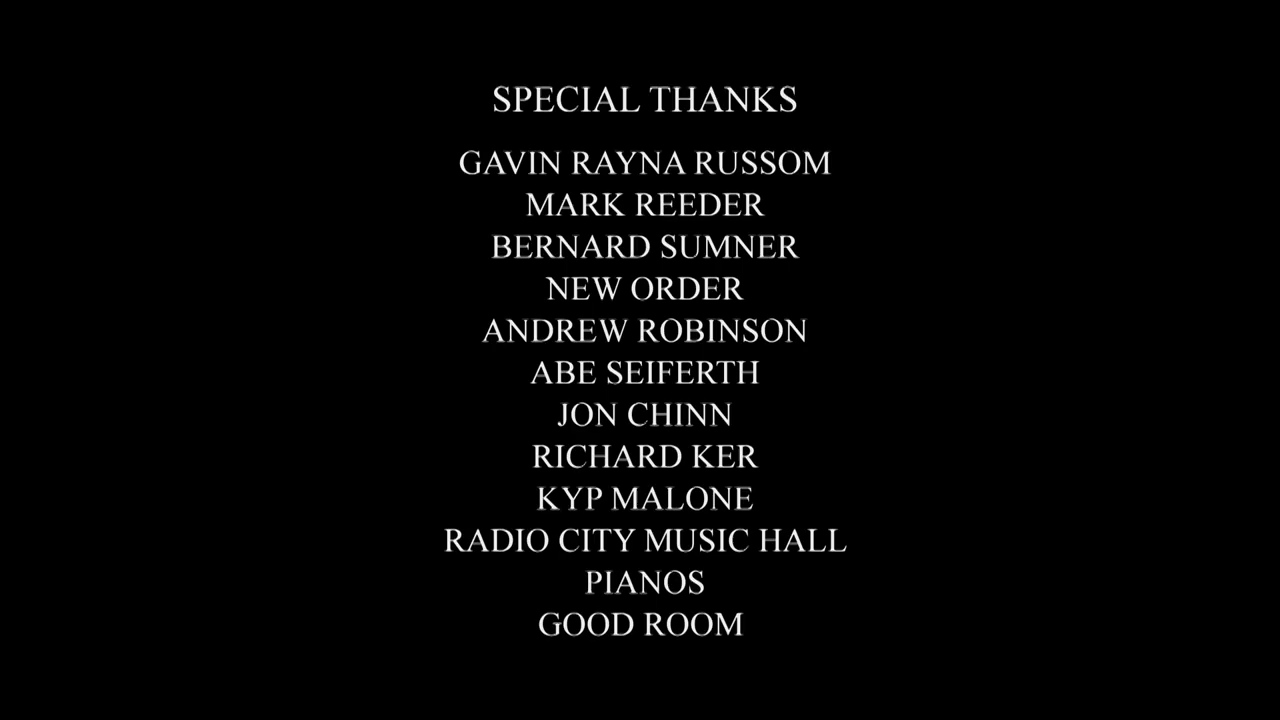 SPECIAL THANKS
GAVIN RAYNA RUSSOM
MARK REEDER
BERNARD SUMNER
NEW ORDER
ANDREW ROBINSON
ABE SEIFERTH
JON CHINN
RICHARD KER
KYP MALONE
RADIO CITY MUSIC HALL
PIANOS
GOOD ROOM